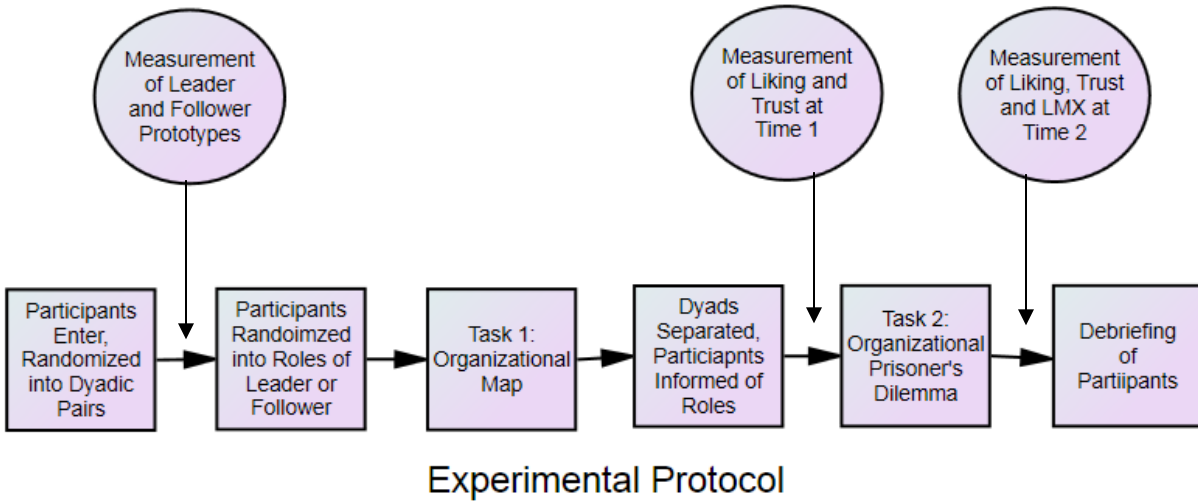 Measurement
of Leader
and Follower
Prototypes
Measurement
of Liking and
Trust at
Time 1
Measurement
of Liking, Trust
and LMX at
Time 2
Participants
Enter,
Randomized
into Dyadic
Pairs
Participants
Randoimzed
into Roles of
Leader or
Follower
Task 1:
Organizational
Map
Dyads
Separated,
Particiapnts
Informed of
Roles
Task 2:
Organizational
Prisoner's
Dilemma
Debriefing
of
Partiipants
Experimental Protocol